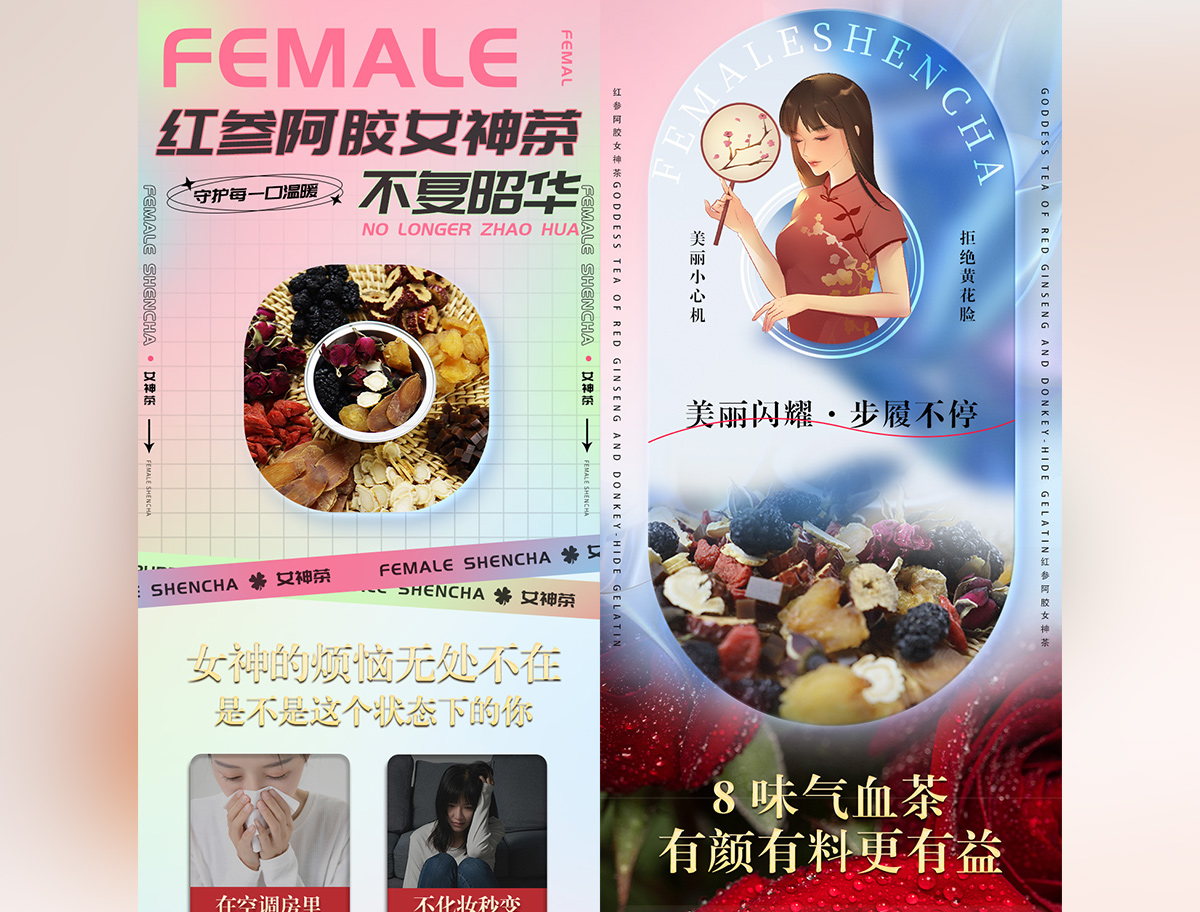 FEMALE
FEMAL
红参阿胶女神茶
守护每一口温暖
不复昭华
NO LONGER ZHAO HUA
FEMALE SHENCHA
女神茶
FEMALE SHENCHA
FEMALE SHENCHA
女神茶
FEMALE SHENCHA
SHENCHA 女神茶 FEMALE SHENCHA
SHENCHA 女神茶
女神的烦恼无处不在
是不是这个状态下的你
在空调房里
不化妆秒变
FEMALESHENCHA
红参阿胶女神茶GODDESS TEA OF RED GINSENG AND DONKEY-HIDE GELATIN
GODDESS TEA OF RED GINSENG AND DONKEY-HIDE GELATIN红参阿胶女神茶
美丽小心机
拒绝黄花脸
美丽闪耀·步履不停
8味气血茶
有颜有料更有益